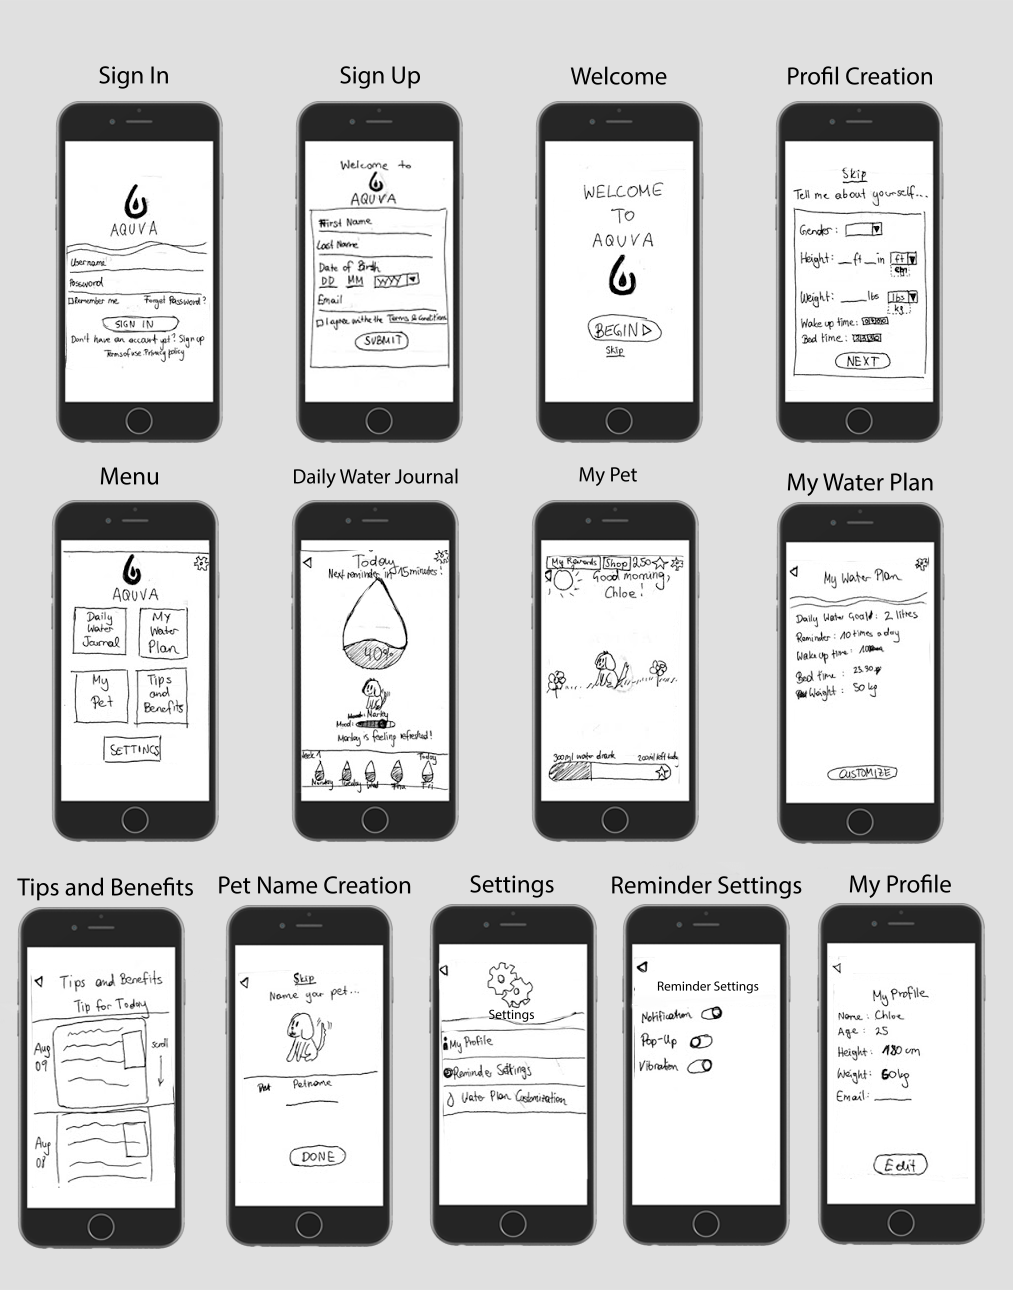 Sign In
AQUVA
Username
Password
Remember me Forgot Password?
SIGN IN
Don't have an account yet? Sign up
Terms of use. Privacy policy
Sign Up
Welcome to
AQUVA
First Name
Last Name
Date of Birth
DD MM YYYY
Email
I agree with the Terms & Conditions
SUBMIT
Welcome
WELCOME
TO
AQUVA
BEGIN
Skip
Profil Creation
Skip
Tell me about yourself...
Gender:
Height: __ft __in ft
cm
Weight: ____lbs lbs
kg
Wake up time:
Bed time:
NEXT
Menu
AQUVA
Daily
Water
Journal
My
Water
Plan
My
Pet
Tips
and
Benefits
SETTINGS
Daily Water Journal
Today
Next reminder in 15 minutes!
40%
Marley
Mood:
Marley is feeling refreshed!
Week 1 Today
Monday Tuesday Wed Thu Fri
My Pet
My Rewards Shop 2,50
Good morning,
Chloe!
300ml water drank 200ml left today
My Water Plan
My Water Plan
Daily Water Goal: 2 litres
Reminder: 10 times a day
Wake up time:
Bed time: 23:30
Weight: 50 kg
CUSTOMIZE
Tips and Benefits
Tips and Benefits
Tip for Today
Aug
09
scroll
Aug
08
Pet Name Creation
Skip
Name your pet...
Petname
DONE
Settings
Settings
My Profile
Reminder Settings
Water Plan Customization
Reminder Settings
Reminder Settings
Notification
Pop-Up
Vibration
My Profile
My Profile
Name: Chloe
Age: 25
Height: 180 cm
Weight: 60 kg
Email: ____
Edit